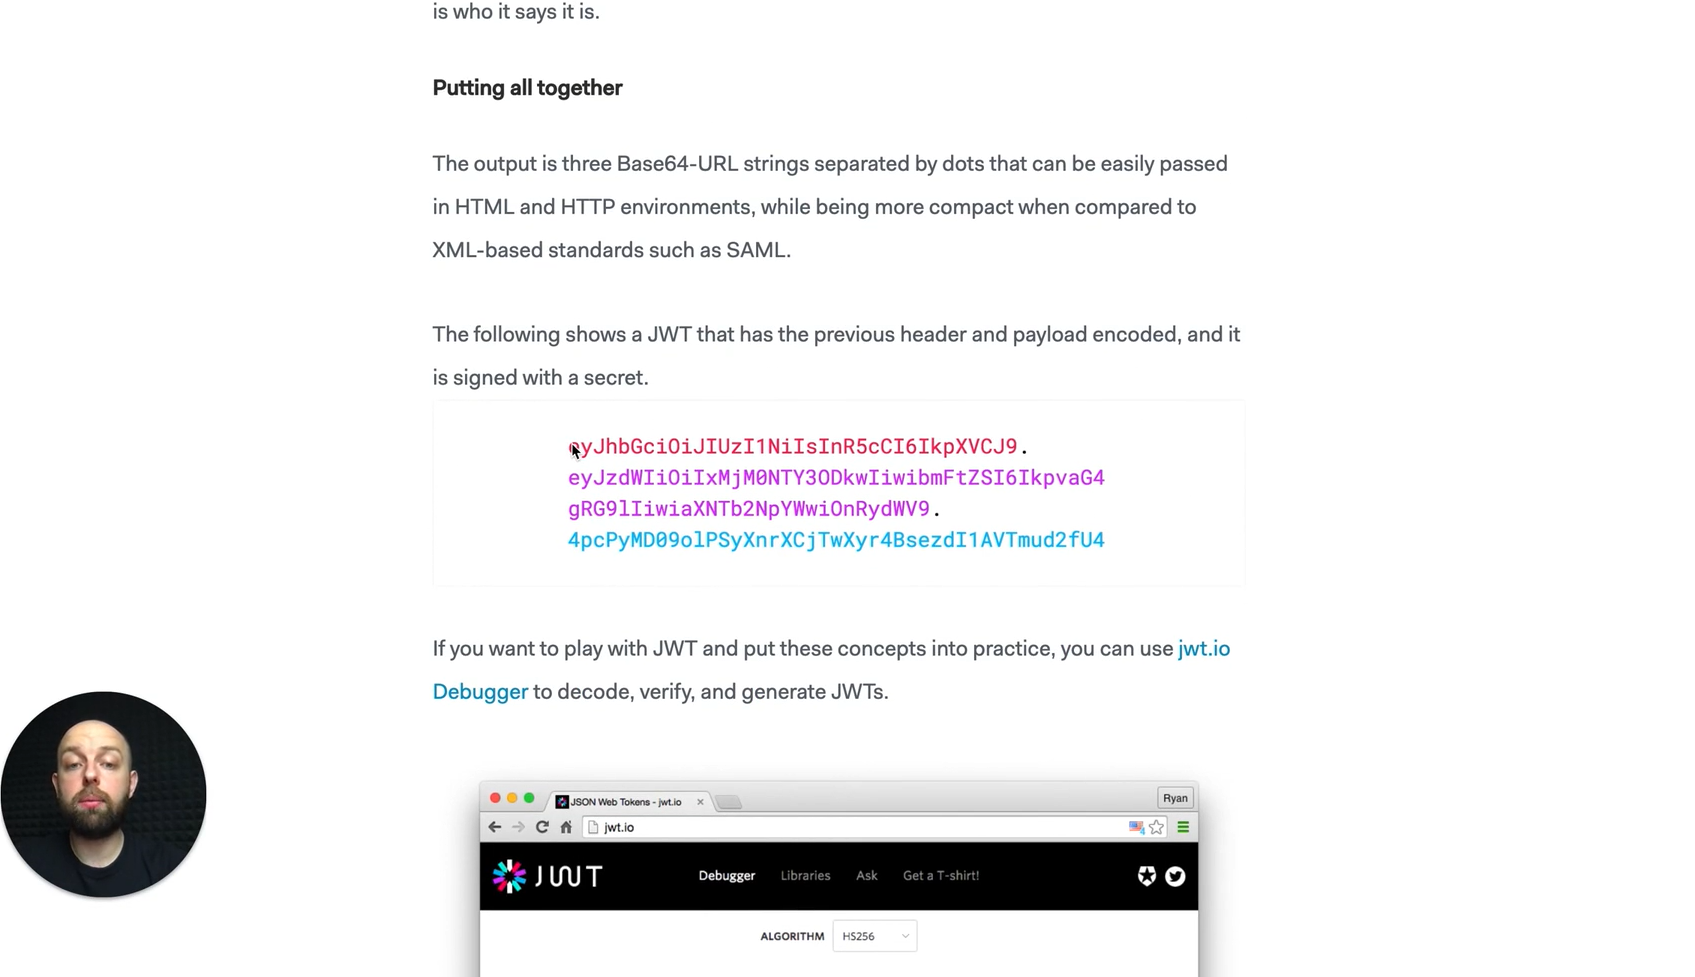 is who it says it is.
Putting all together
The output is three Base64-URL strings separated by dots that can be easily passed
in HTML and HTTP environments, while being more compact when compared to
XML-based standards such as SAML.
The following shows a JWT that has the previous header and payload encoded, and it
is signed with a secret.
eyJhbGciOiJIUzI1NiIsInR5cCI6IkpXVCJ9.
eyJzdWIiOiIxMjM0NTY3ODkwIiwibmFtZSI6IkpvaG4
gRG9lIiwiaXNTb2NpYWwiOnRydWV9.
4pcPyMD09olPSyXnrXCjTwXyr4BsezdI1AVTmud2fU4
If you want to play with JWT and put these concepts into practice, you can use jwt.io
Debugger to decode, verify, and generate JWTs.
JSON Web Tokens - jwt.io
Ryan
jwt.io
JWT Debugger Libraries Ask Get a T-shirt!
ALGORITHM HS256